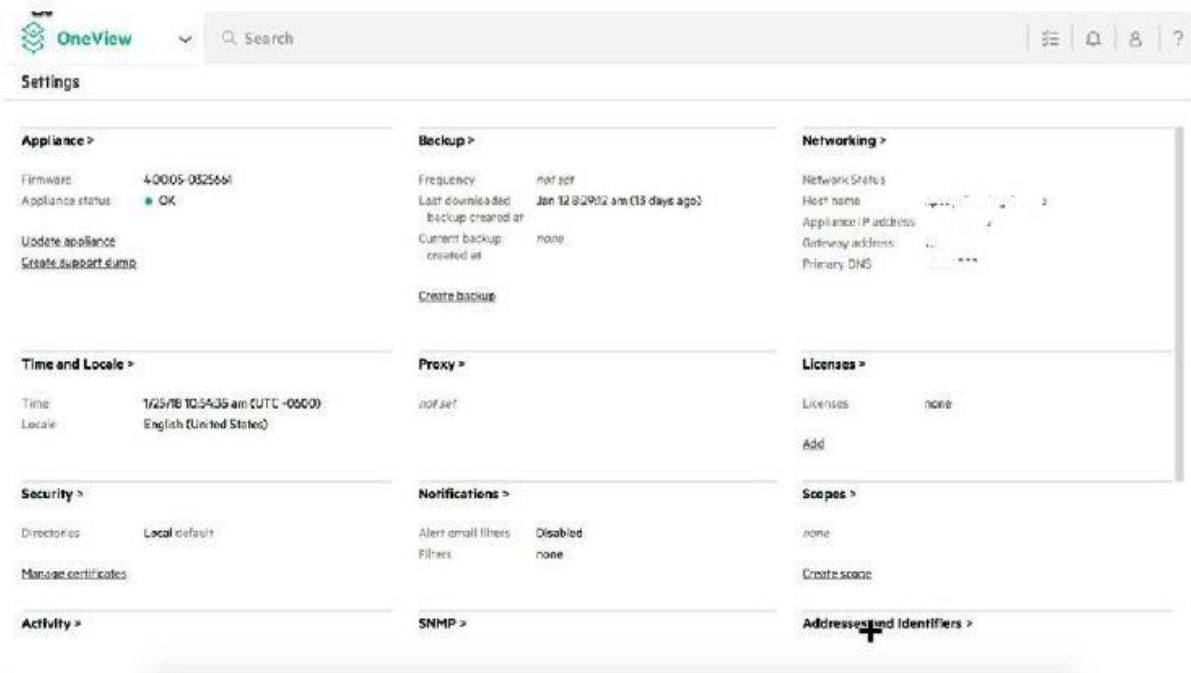 OneView
Search
?
Settings
Appliance >
Firmware 4.00.05-0325661
Appliance status OK
Update appliance
Create support dump
Backup >
Frequency not set
Last downloaded backup created at Jan 12 8:29:12 am (13 days ago)
Current backup created at none
Create backup
Networking >
Network Status
Host name
Appliance IP address
Gateway address
Primary DNS
Time and Locale >
Time 1/25/18 10:54:35 am (UTC -0600)
Locale English (United States)
Proxy >
not set
Licenses >
Licenses none
Add
Security >
Directories Local default
Manage certificates
Notifications >
Alert email filters Disabled
Filters none
Scopes >
none
Create scope
Activity >
SNMP >
Addresses and Identifiers >